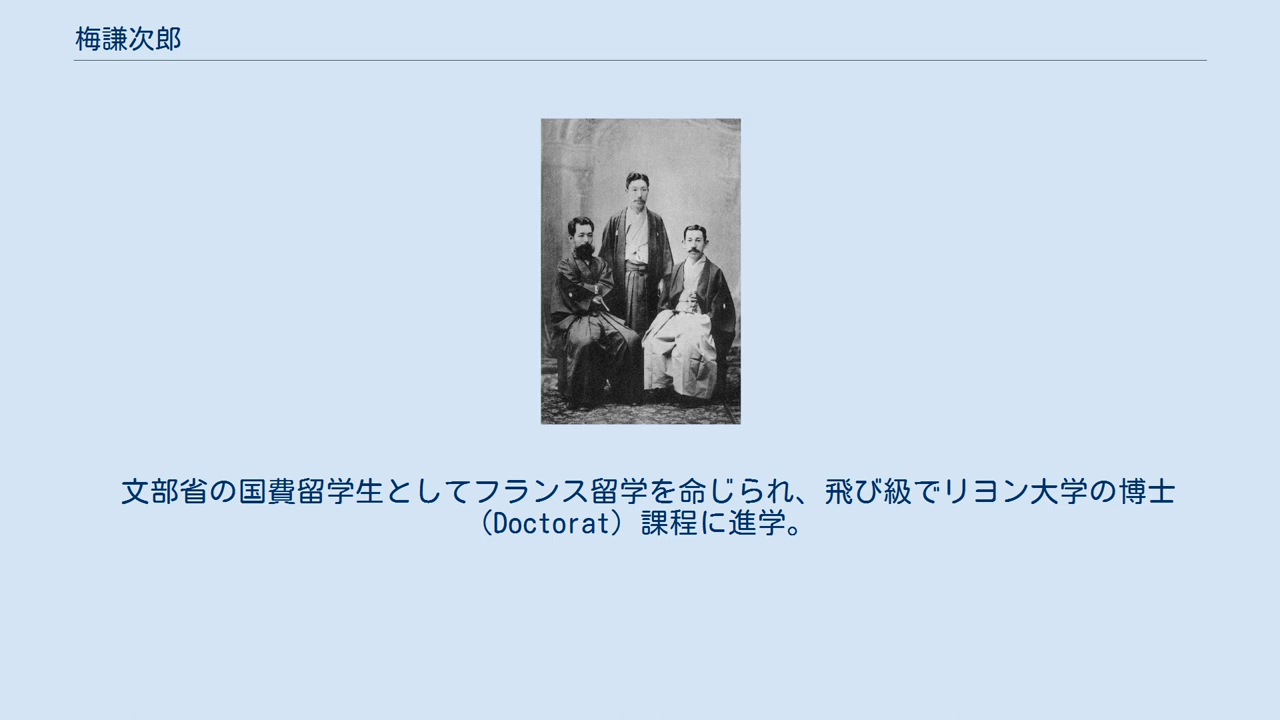 梅謙次郎
文部省の国費留学生としてフランス留学を命じられ、飛び級でリヨン大学の博士
（Doctorat）課程に進学。